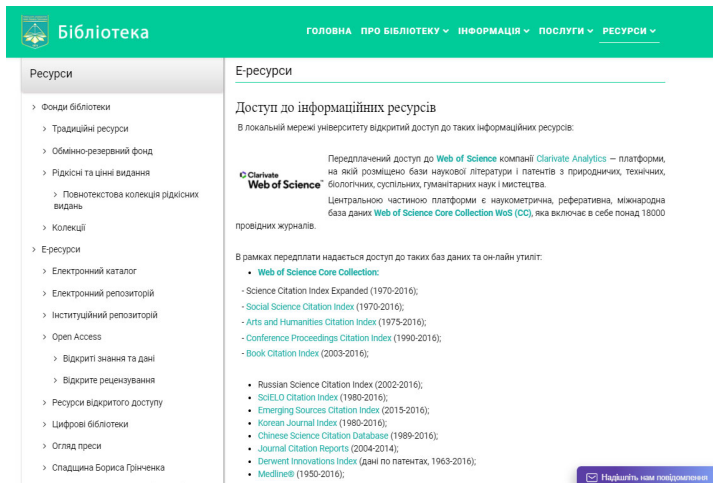 Бібліотека
ГОЛОВНА ПРО БІБЛІОТЕКУ ІНФОРМАЦІЯ ПОСЛУГИ РЕСУРСИ
Ресурси
Фонди бібліотеки
Традиційні ресурси
Обмінно-резервний фонд
Рідкісні та цінні видання
Повнотекстова колекція рідкісних
видань
Колекції
Е-ресурси
Електронний каталог
Електронний репозиторій
Інституційний репозиторій
Open Access
Відкриті знання та дані
Відкрите рецензування
Ресурси відкритого доступу
Цифрові бібліотеки
Огляд преси
Спадщина Бориса Грінченка
Е-ресурси
Доступ до інформаційних ресурсів
В локальній мережі університету відкритий доступ до таких інформаційних ресурсів:
Clarivate
Web of Science™
Передплачений доступ до Web of Science компанії Clarivate Analytics – платформи,
на якій розміщено бази наукової літератури і патентів з природничих, технічних,
біологічних, суспільних, гуманітарних наук і мистецтва.
Центральною частиною платформи є наукометрична, реферативна, міжнародна
база даних Web of Science Core Collection WoS (CC), яка включає в себе понад 18000
провідних журналів.
В рамках передплати надається доступ до таких баз даних та он-лайн утиліт:
• Web of Science Core Collection:
- Science Citation Index Expanded (1970-2016);
- Social Science Citation Index (1970-2016);
- Arts and Humanities Citation Index (1975-2016);
- Conference Proceedings Citation Index (1990-2016);
- Book Citation Index (2003-2016);
• Russian Science Citation Index (2002-2016);
• SciELO Citation Index (1980-2016);
• Emerging Sources Citation Index (2015-2016);
• Korean Journal Index (1980-2016);
• Chinese Science Citation Database (1989-2016);
• Journal Citation Reports (2004-2014);
• Derwent Innovations Index (дані по патентах, 1963-2016);
• Medline® (1950-2016);
Надішліть нам повідомлення